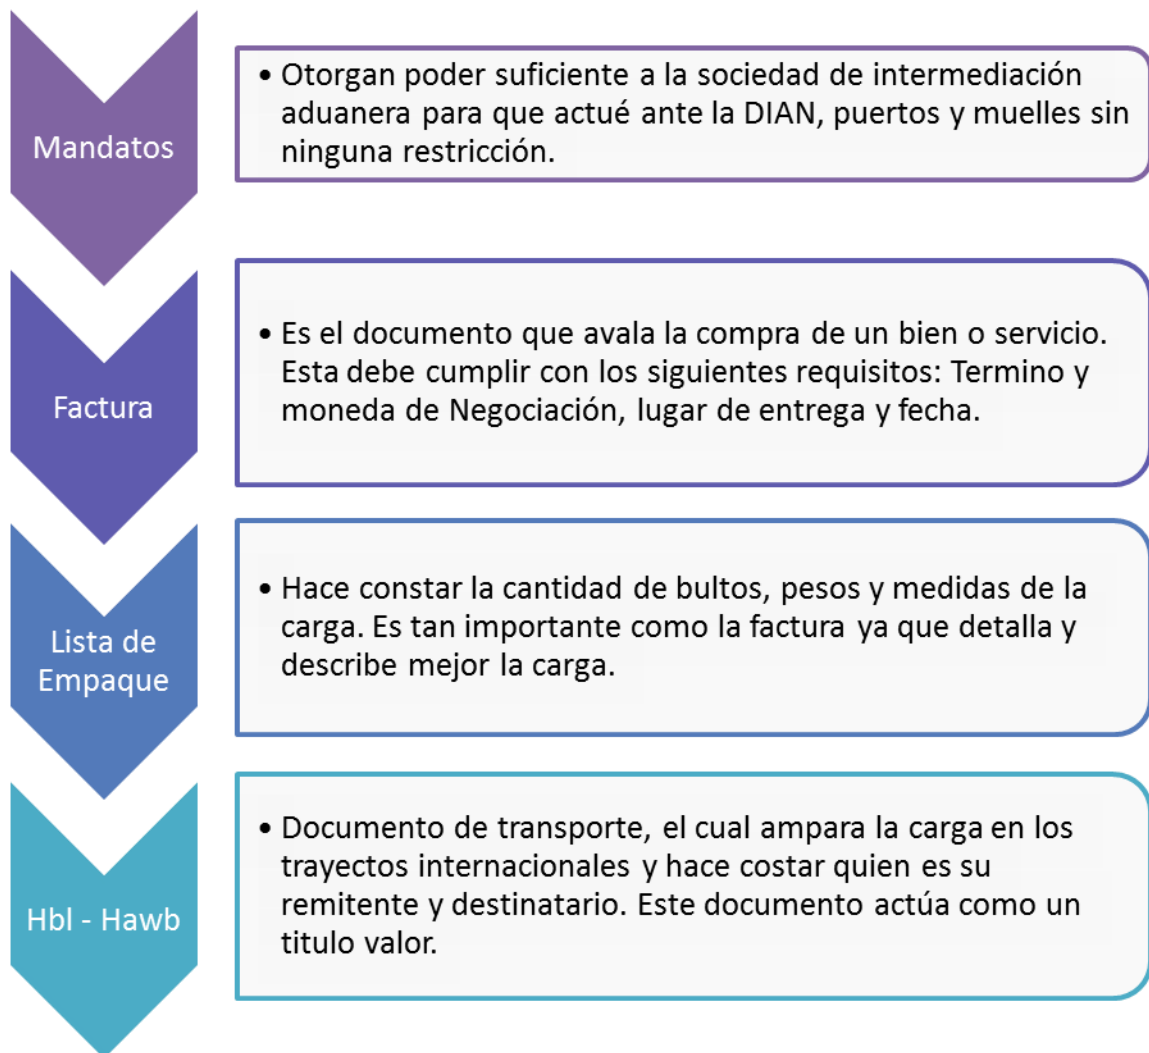 Mandatos
• Otorgan poder suficiente a la sociedad de intermediación
aduanera para que actué ante la DIAN, puertos y muelles sin
ninguna restricción.
Factura
• Es el documento que avala la compra de un bien o servicio.
Esta debe cumplir con los siguientes requisitos: Termino y
moneda de Negociación, lugar de entrega y fecha.
Lista de
Empaque
• Hace constar la cantidad de bultos, pesos y medidas de la
carga. Es tan importante como la factura ya que detalla y
describe mejor la carga.
Hbl - Hawb
• Documento de transporte, el cual ampara la carga en los
trayectos internacionales y hace costar quien es su
remitente y destinatario. Este documento actúa como un
titulo valor.